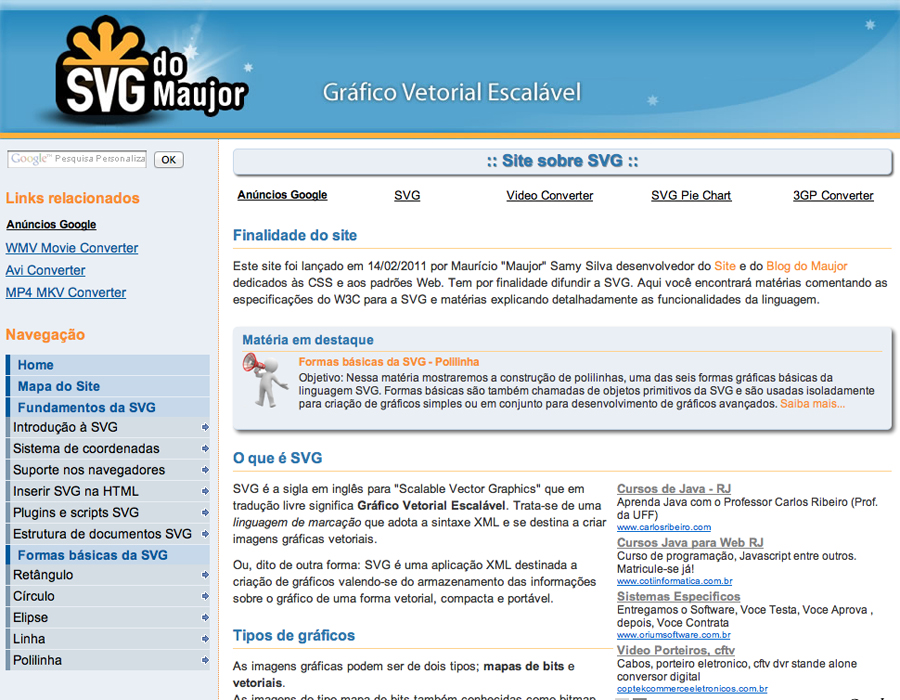 SVG do Maujor
Gráfico Vetorial Escalável
Google™ Pesquisa Personaliza
OK
Links relacionados
Anúncios Google
WMV Movie Converter
Avi Converter
MP4 MKV Converter
Navegação
Home
Mapa do Site
Fundamentos da SVG
Introdução à SVG
Sistema de coordenadas
Suporte nos navegadores
Inserir SVG na HTML
Plugins e scripts SVG
Estrutura de documentos SVG
Formas básicas da SVG
Retângulo
Círculo
Elipse
Linha
Polilinha
:: Site sobre SVG ::
Anúncios Google SVG Video Converter SVG Pie Chart 3GP Converter
Finalidade do site
Este site foi lançado em 14/02/2011 por Maurício "Maujor" Samy Silva desenvolvedor do Site e do Blog do Maujor
dedicados às CSS e aos padrões Web. Tem por finalidade difundir a SVG. Aqui você encontrará matérias comentando as
especificações do W3C para a SVG e matérias explicando detalhadamente as funcionalidades da linguagem.
Matéria em destaque
Formas básicas da SVG - Polilinha
Objetivo: Nessa matéria mostraremos a construção de polilinhas, uma das seis formas gráficas básicas da
linguagem SVG. Formas básicas são também chamadas de objetos primitivos da SVG e são usadas isoladamente
para criação de gráficos simples ou em conjunto para desenvolvimento de gráficos avançados. Saiba mais...
O que é SVG
SVG é a sigla em inglês para "Scalable Vector Graphics" que em
tradução livre significa Gráfico Vetorial Escalável. Trata-se de uma
linguagem de marcação que adota a sintaxe XML e se destina a criar
imagens gráficas vetoriais.
Ou, dito de outra forma: SVG é uma aplicação XML destinada a
criação de gráficos valendo-se do armazenamento das informações
sobre o gráfico de uma forma vetorial, compacta e portável.
Tipos de gráficos
As imagens gráficas podem ser de dois tipos; mapas de bits e
vetoriais.
As imagens do tipo mapa de bits também conhecidas como bitmap
Cursos de Java - RJ
Aprenda Java com o Professor Carlos Ribeiro (Prof.
da UFF)
www.carlosribeiro.com
Cursos Java para Web RJ
Curso de programação, Javascript entre outros.
Matricule-se já!
www.cotiinformatica.com.br
Sistemas Especificos
Entregamos o Software, Voce Testa, Voce Aprova ,
depois, Voce Contrata
www.oriumsoftware.com.br
Video Porteiros, cftv
Cabos, porteiro eletronico, cftv dvr stande alone
conversor digital
coptekcommerceeletronicos.com.br